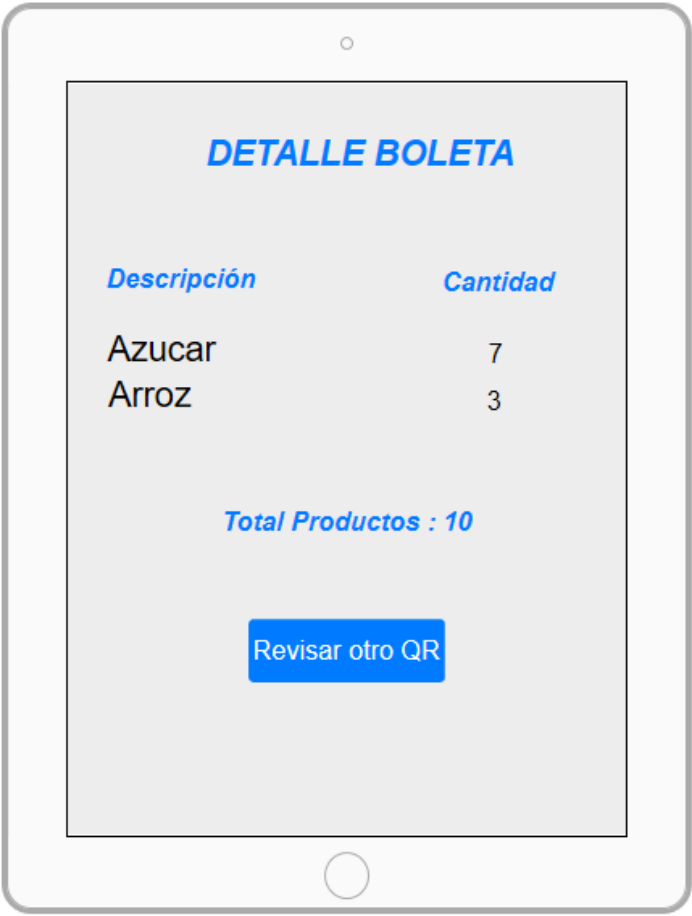 DETALLE BOLETA
Descripción Cantidad
Azucar 7
Arroz 3
Total Productos : 10
Revisar otro QR